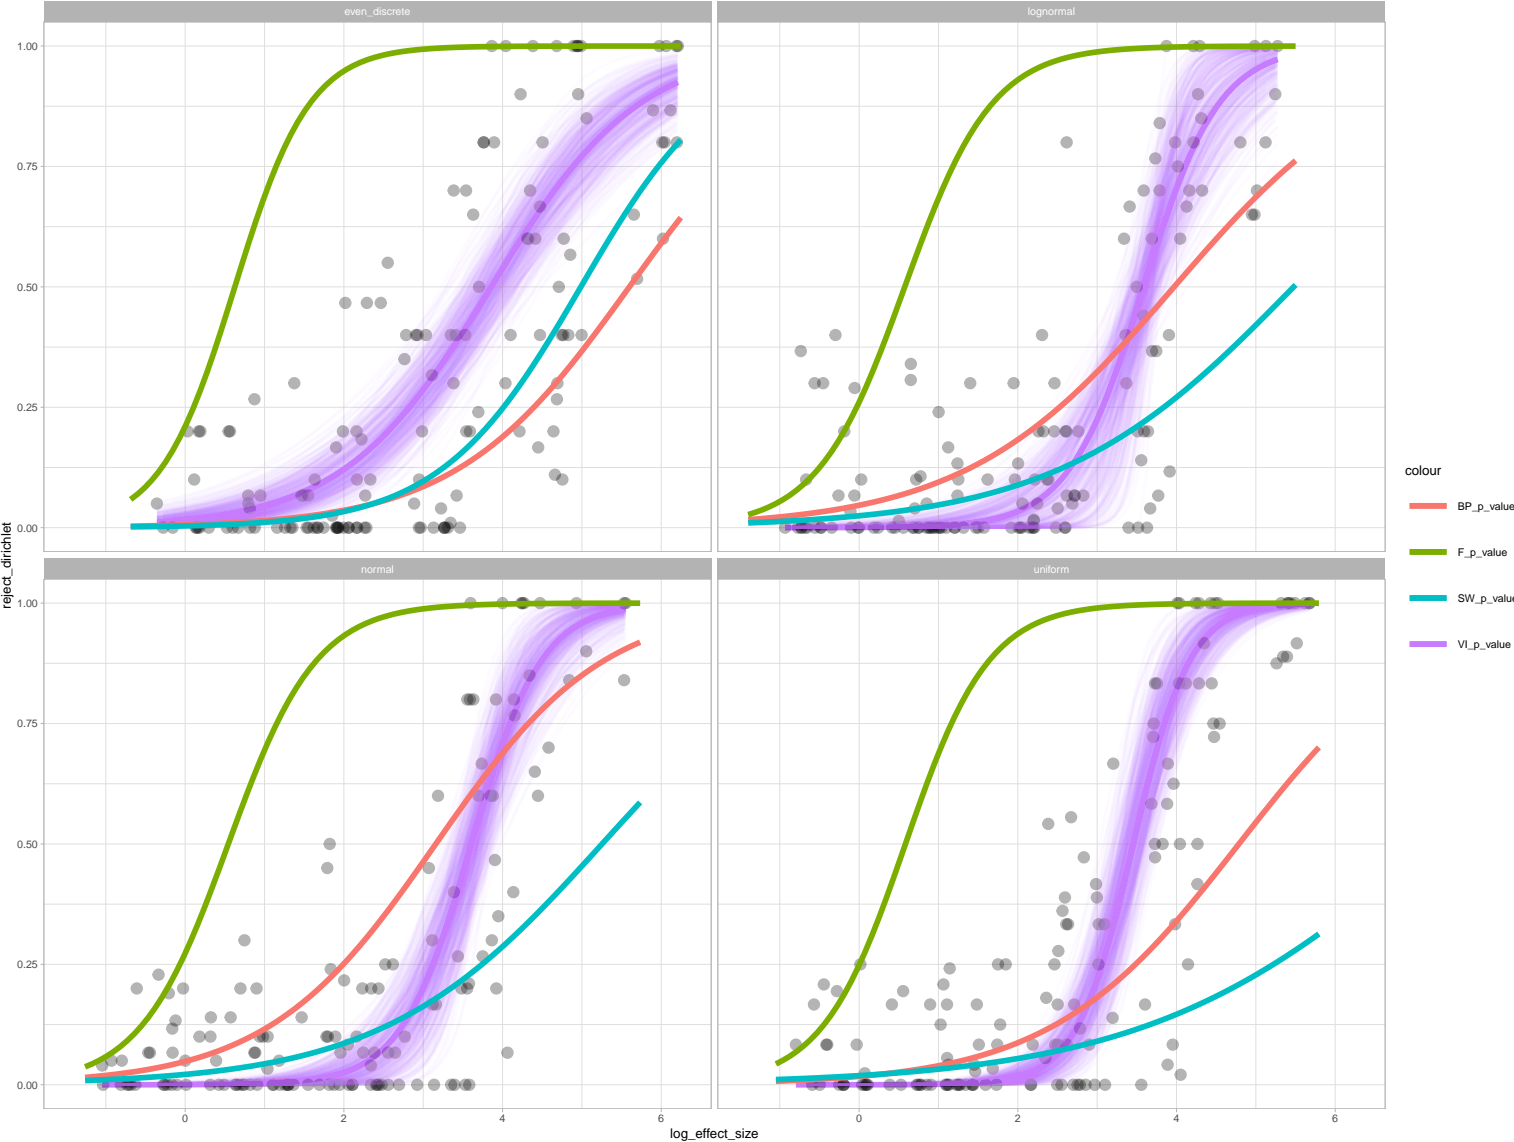 even_discrete
lognormal
1.00
0.75
0.50
0.25
0.00
normal
uniform
1.00
0.75
0.50
0.25
0.00
0
2
4
6
0
2
4
6
log_effect_size
reject_dirichlet
colour
BP_p_value
F_p_value
SW_p_value
VI_p_value